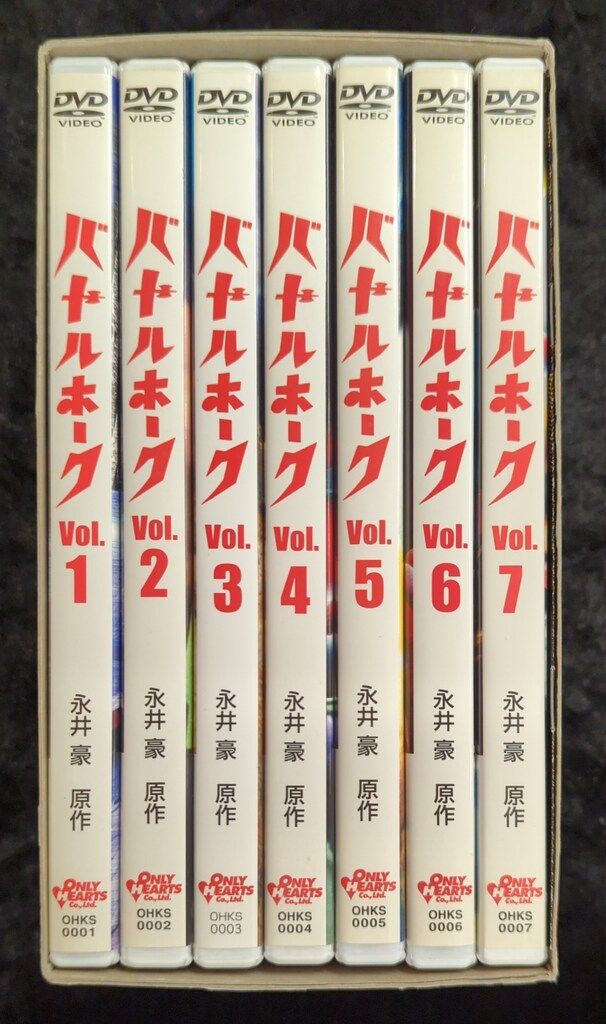 DVD
VIDEO
バトルホーク
Vol.
1
永井豪 原作
ONLY
HEARTS
Co.,Ltd.
OHKS
0001
DVD
VIDEO
バトルホーク
Vol.
2
永井豪 原作
ONLY
HEARTS
Co.,Ltd.
OHKS
0002
DVD
VIDEO
バトルホーク
Vol.
3
永井豪 原作
ONLY
HEARTS
Co.,Ltd.
OHKS
0003
DVD
VIDEO
バトルホーク
Vol.
4
永井豪 原作
ONLY
HEARTS
Co.,Ltd.
OHKS
0004
DVD
VIDEO
バトルホーク
Vol.
5
永井豪 原作
ONLY
HEARTS
Co.,Ltd.
OHKS
0005
DVD
VIDEO
バトルホーク
Vol.
6
永井豪 原作
ONLY
HEARTS
Co.,Ltd.
OHKS
0006
DVD
VIDEO
バトルホーク
Vol.
7
永井豪 原作
ONLY
HEARTS
Co.,Ltd.
OHKS
0007